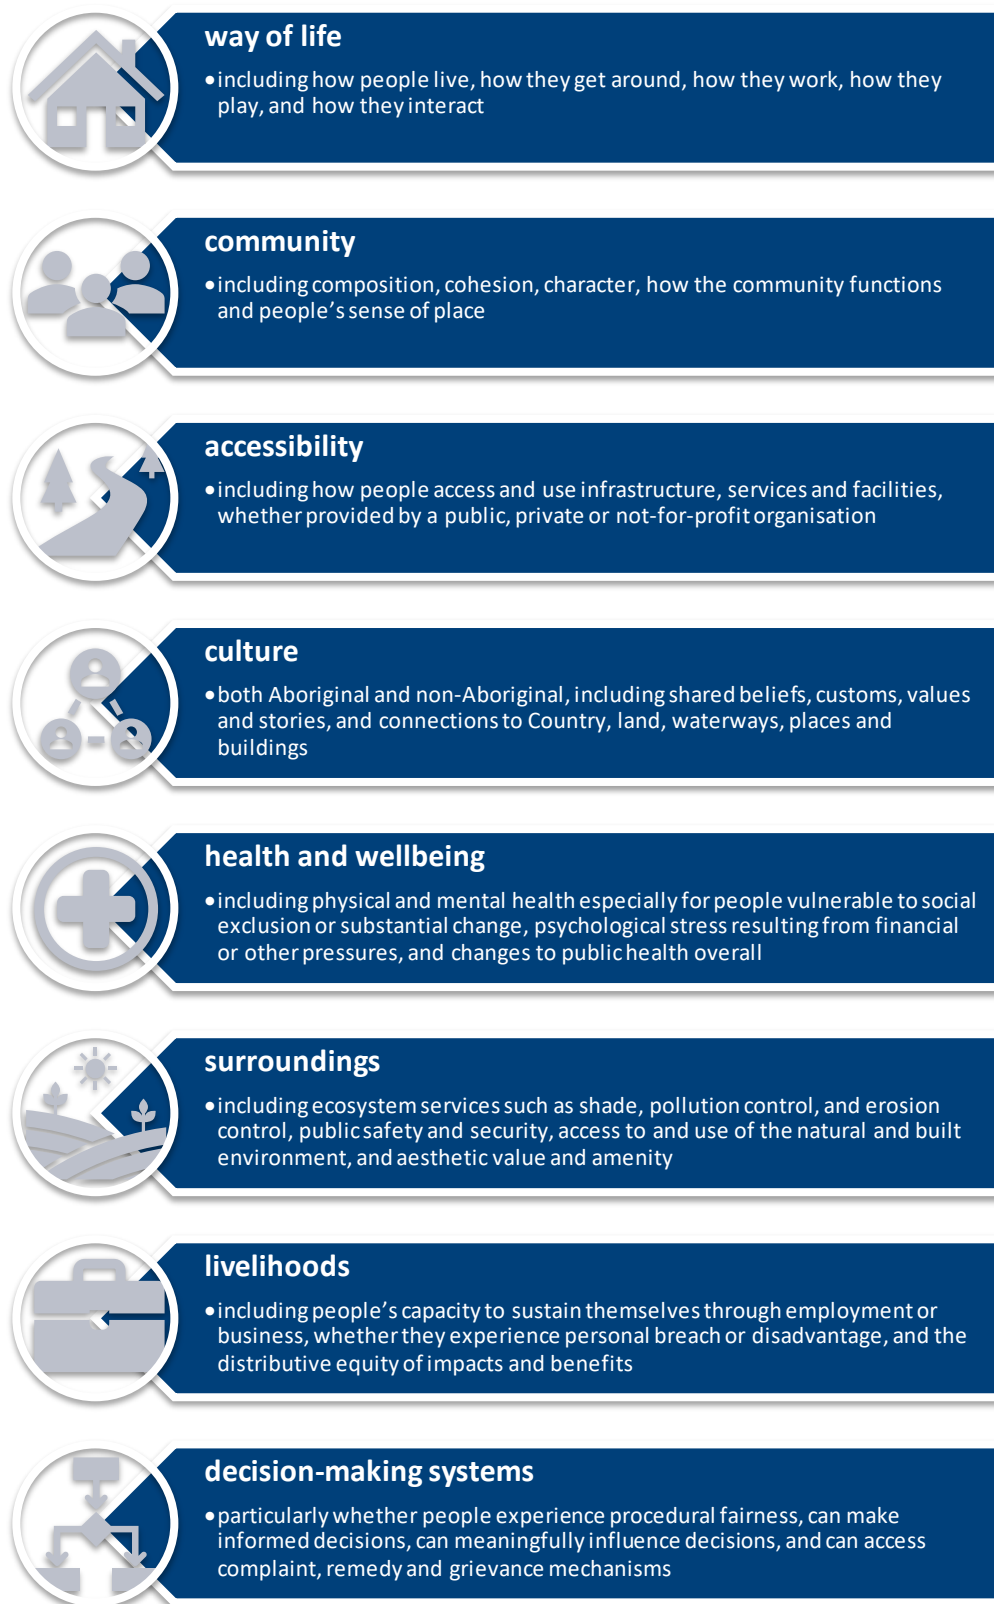 way of life
•including how people live, how they get around, how they work, how they
play, and how they interact
community
•including composition, cohesion, character, how the community functions
and people’s sense of place
accessibility
•including how people access and use infrastructure, services and facilities,
whether provided by a public, private or not-for-profit organisation
culture
•both Aboriginal and non-Aboriginal, including shared beliefs, customs, values
and stories, and connections to Country, land, waterways, places and
buildings
health and wellbeing
•including physical and mental health especially for people vulnerable to social
exclusion or substantial change, psychological stress resulting from financial
or other pressures, and changes to public health overall
surroundings
•including ecosystem services such as shade, pollution control, and erosion
control, public safety and security, access to and use of the natural and built
environment, and aesthetic value and amenity
livelihoods
•including people’s capacity to sustain themselves through employment or
business, whether they experience personal breach or disadvantage, and the
distributive equity of impacts and benefits
decision-making systems
•particularly whether people experience procedural fairness, can make
informed decisions, can meaningfully influence decisions, and can access
complaint, remedy and grievance mechanisms